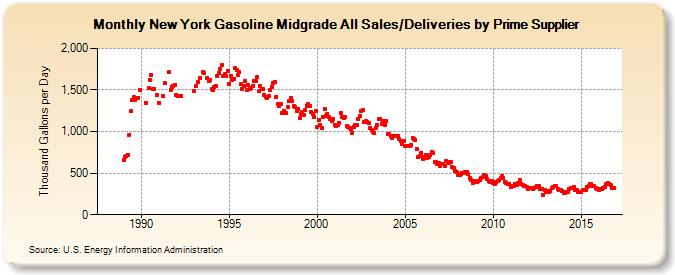 Monthly New York Gasoline Midgrade All Sales/Deliveries by Prime Supplier
Thousand Gallons per Day
2,000
1,500
1,000
500
0
1990 1995 2000 2005 2010 2015
Source: U.S. Energy Information Administration